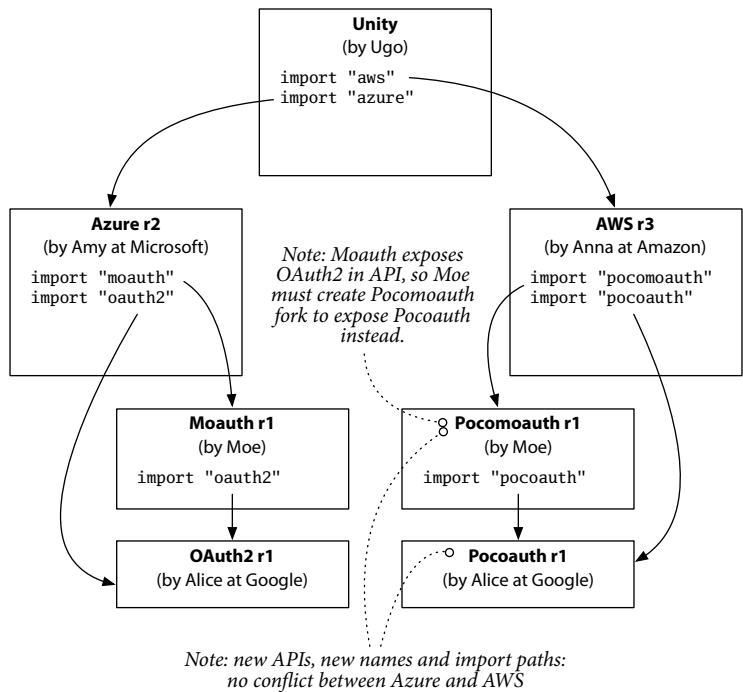 Unity
(by Ugo)
import "aws"
import "azure"
Azure r2
(by Amy at Microsoft)
import "moauth"
import "oauth2"
AWS r3
(by Anna at Amazon)
import "pocomoauth"
import "pocoauth"
Note: Moauth exposes
OAuth2 in API, so Moe
must create Pocomoauth
fork to expose Pocoauth
instead.
Moauth r1
(by Moe)
import "oauth2"
Pocomoauth r1
(by Moe)
import "pocoauth"
OAuth2 r1
(by Alice at Google)
Pocoauth r1
(by Alice at Google)
Note: new APIs, new names and import paths:
no conflict between Azure and AWS